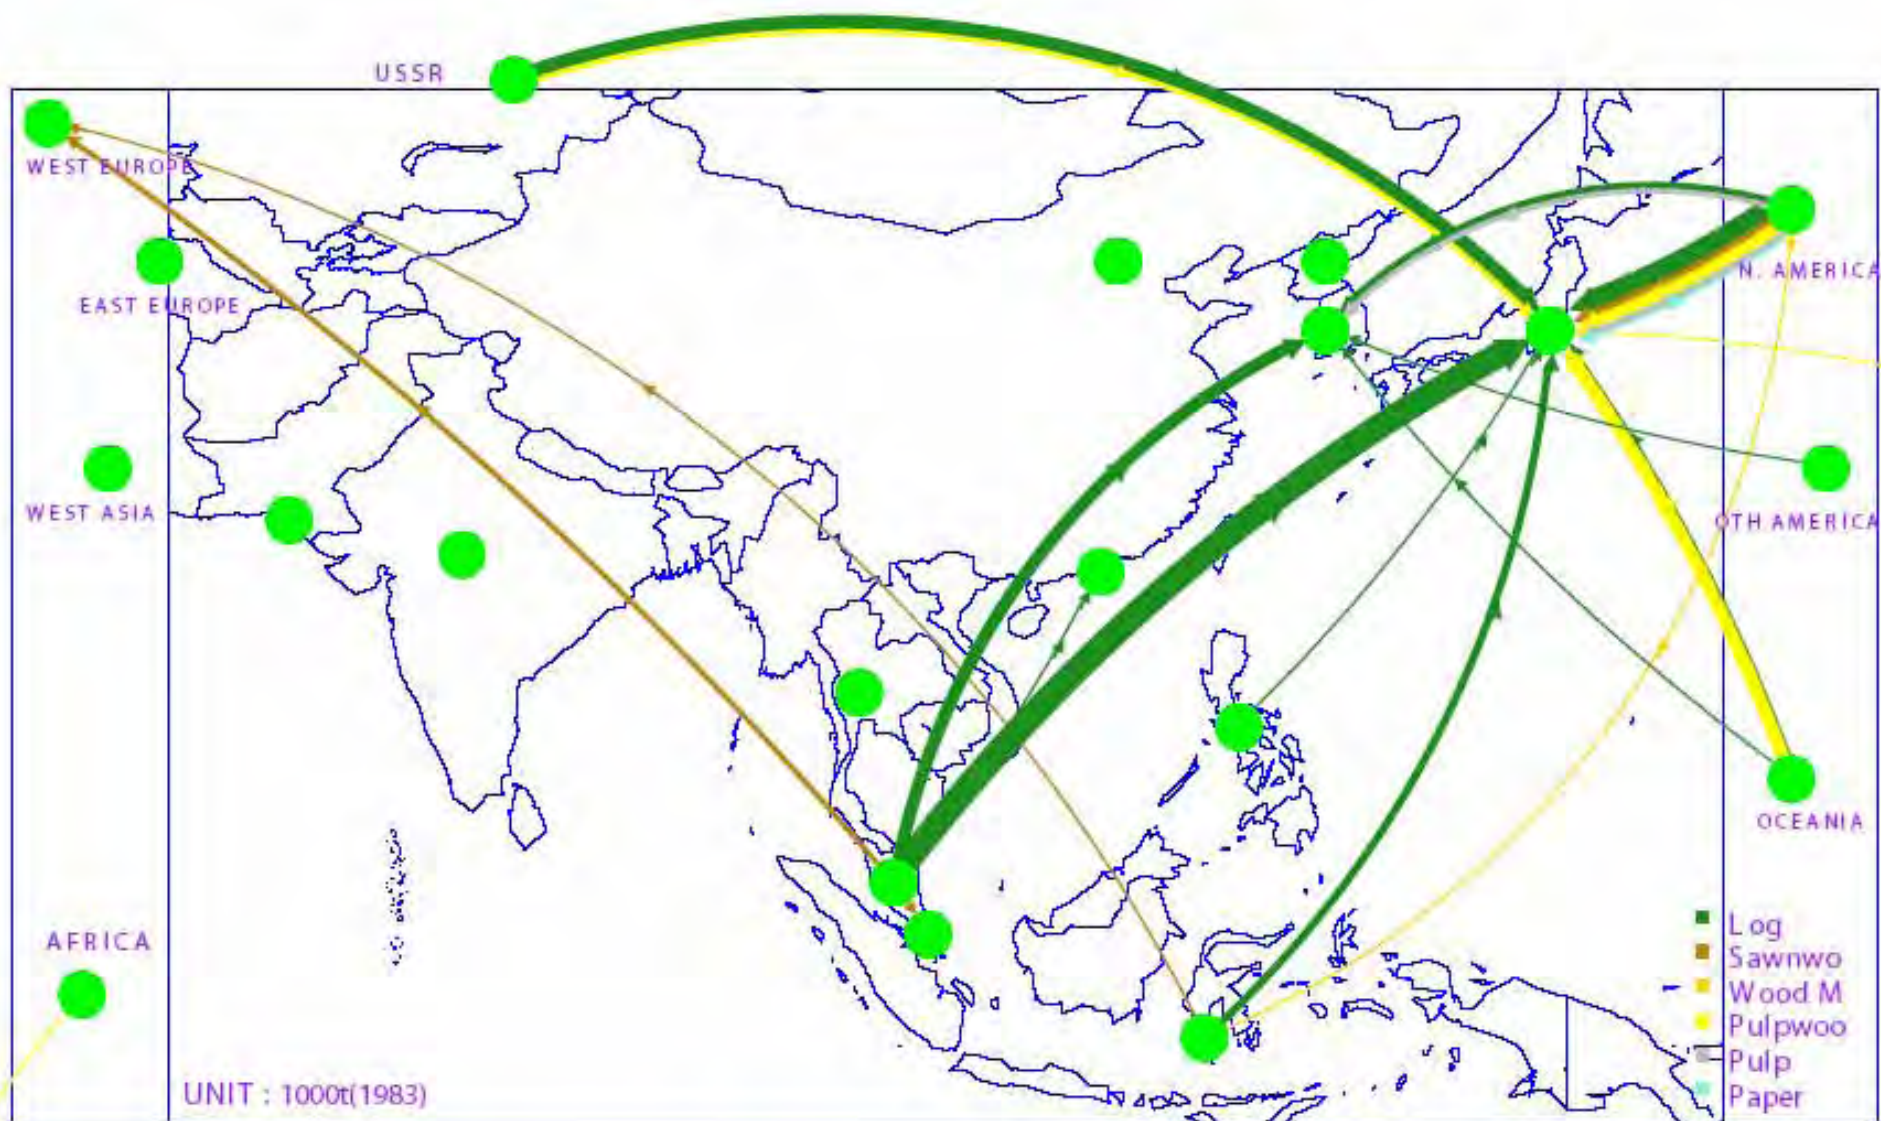 USSR
WEST EUROPE
N. AMERICA
EAST EUROPE
WEST ASIA
OTH AMERICA
OCEANIA
AFRICA
Log
Sawnwo
Wood M
Pulpwoo
Pulp
Paper
UNIT : 1000t(1983)